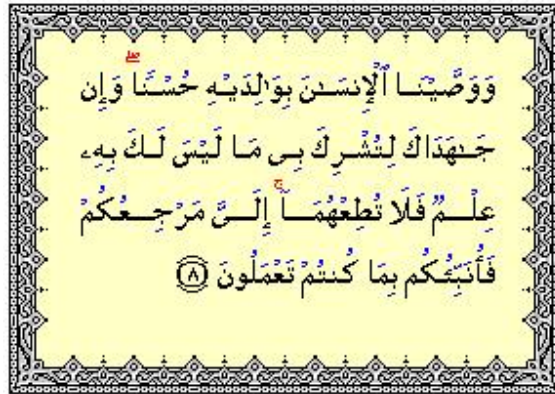 وَوَصَّيْنَا ٱلْإِنسَـٰنَ بِوَٰلِدَيْهِ حُسْنًا ۖ وَإِن
جَـٰهَدَاكَ لِتُشْرِكَ بِى مَا لَيْسَ لَكَ بِهِۦ
عِلْمٌ فَلَا تُطِعْهُمَآ ۚ إِلَىَّ مَرْجِعُكُمْ
فَأُنَبِّئُكُم بِمَا كُنتُمْ تَعْمَلُونَ ٨